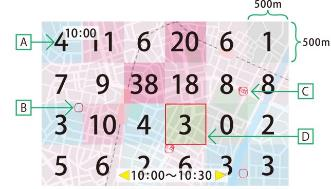 500m
A 4 10:00 11 6 20 6 1
500m
7 9 38 18 8 8
B C
3 10 4 3 0 2
D
5 6 2 6 3 3
10:00～10:30